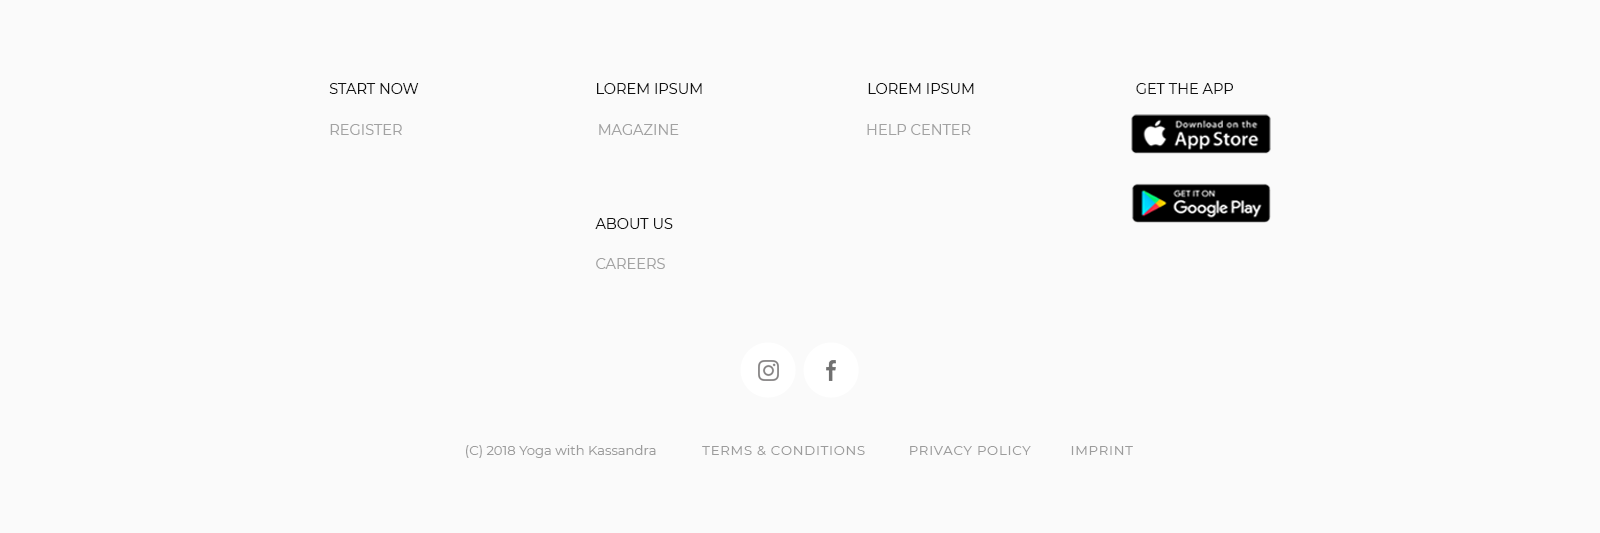 START NOW
LOREM IPSUM
LOREM IPSUM
GET THE APP
REGISTER
MAGAZINE
HELP CENTER
Download on the
App Store
GET IT ON
Google Play
ABOUT US
CAREERS
(C) 2018 Yoga with Kassandra
TERMS & CONDITIONS
PRIVACY POLICY
IMPRINT